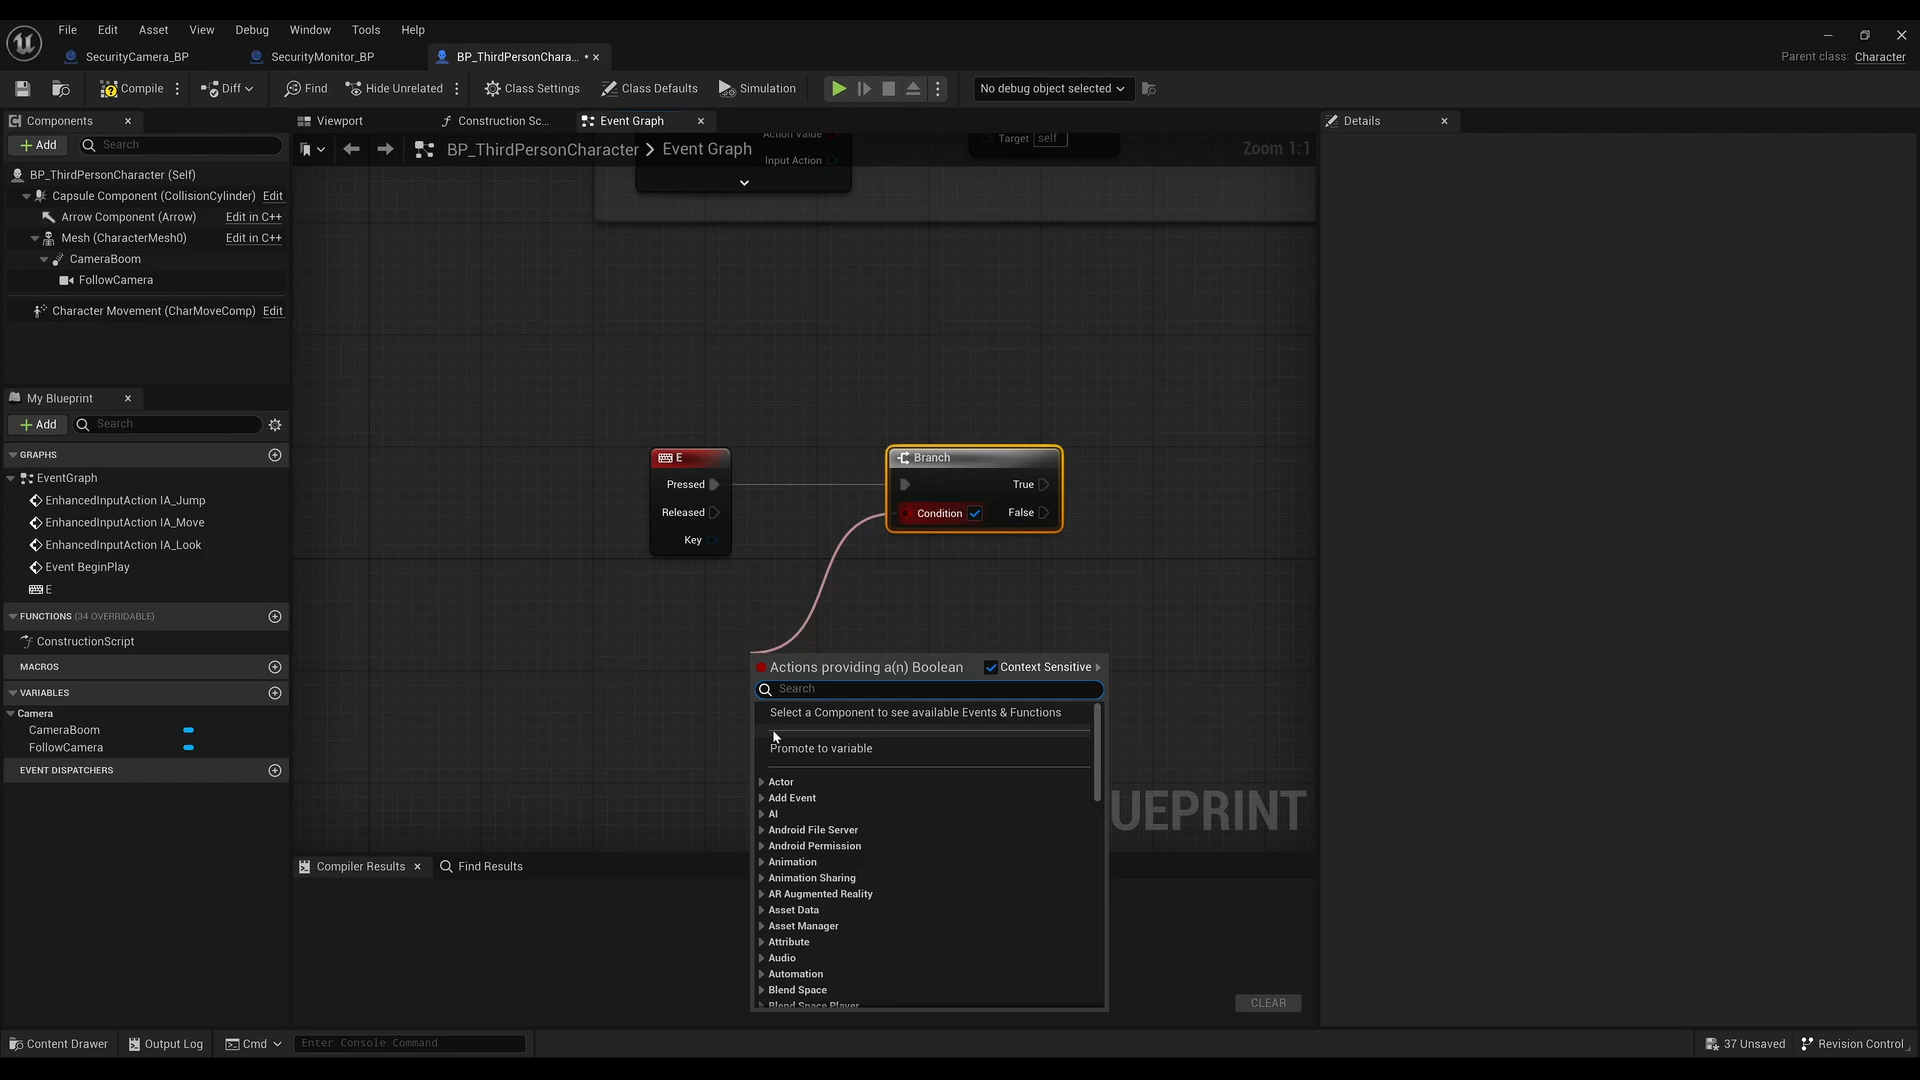 File Edit Asset View Debug Window Tools Help
SecurityCamera_BP SecurityMonitor_BP BP_ThirdPersonChara... • ×
Parent class: Character
Compile Diff Find Hide Unrelated Class Settings Class Defaults Simulation No debug object selected
Components × Viewport Construction Sc... Event Graph × Details ×
+ Add Search
BP_ThirdPersonCharacter > Event Graph Zoom 1:1
BP_ThirdPersonCharacter (Self)
Capsule Component (CollisionCylinder) Edit
Arrow Component (Arrow) Edit in C++
Mesh (CharacterMesh0) Edit in C++
CameraBoom
FollowCamera
Character Movement (CharMoveComp) Edit
Action Value
Input Action
Target self
My Blueprint ×
+ Add Search
GRAPHS
EventGraph
EnhancedInputAction IA_Jump
EnhancedInputAction IA_Move
EnhancedInputAction IA_Look
Event BeginPlay
E
FUNCTIONS (34 OVERRIDABLE)
ConstructionScript
MACROS
VARIABLES
Camera
CameraBoom
FollowCamera
EVENT DISPATCHERS
E
Pressed
Released
Key
Branch
True
Condition False
Actions providing a(n) Boolean Context Sensitive
Search
Select a Component to see available Events & Functions
Promote to variable
Actor
Add Event
AI
Android File Server
Android Permission
Animation
Animation Sharing
AR Augmented Reality
Asset Data
Asset Manager
Attribute
Audio
Automation
Blend Space
Blend Space Player
UEPRINT
Compiler Results × Find Results
CLEAR
Content Drawer Output Log Cmd Enter Console Command 37 Unsaved Revision Control